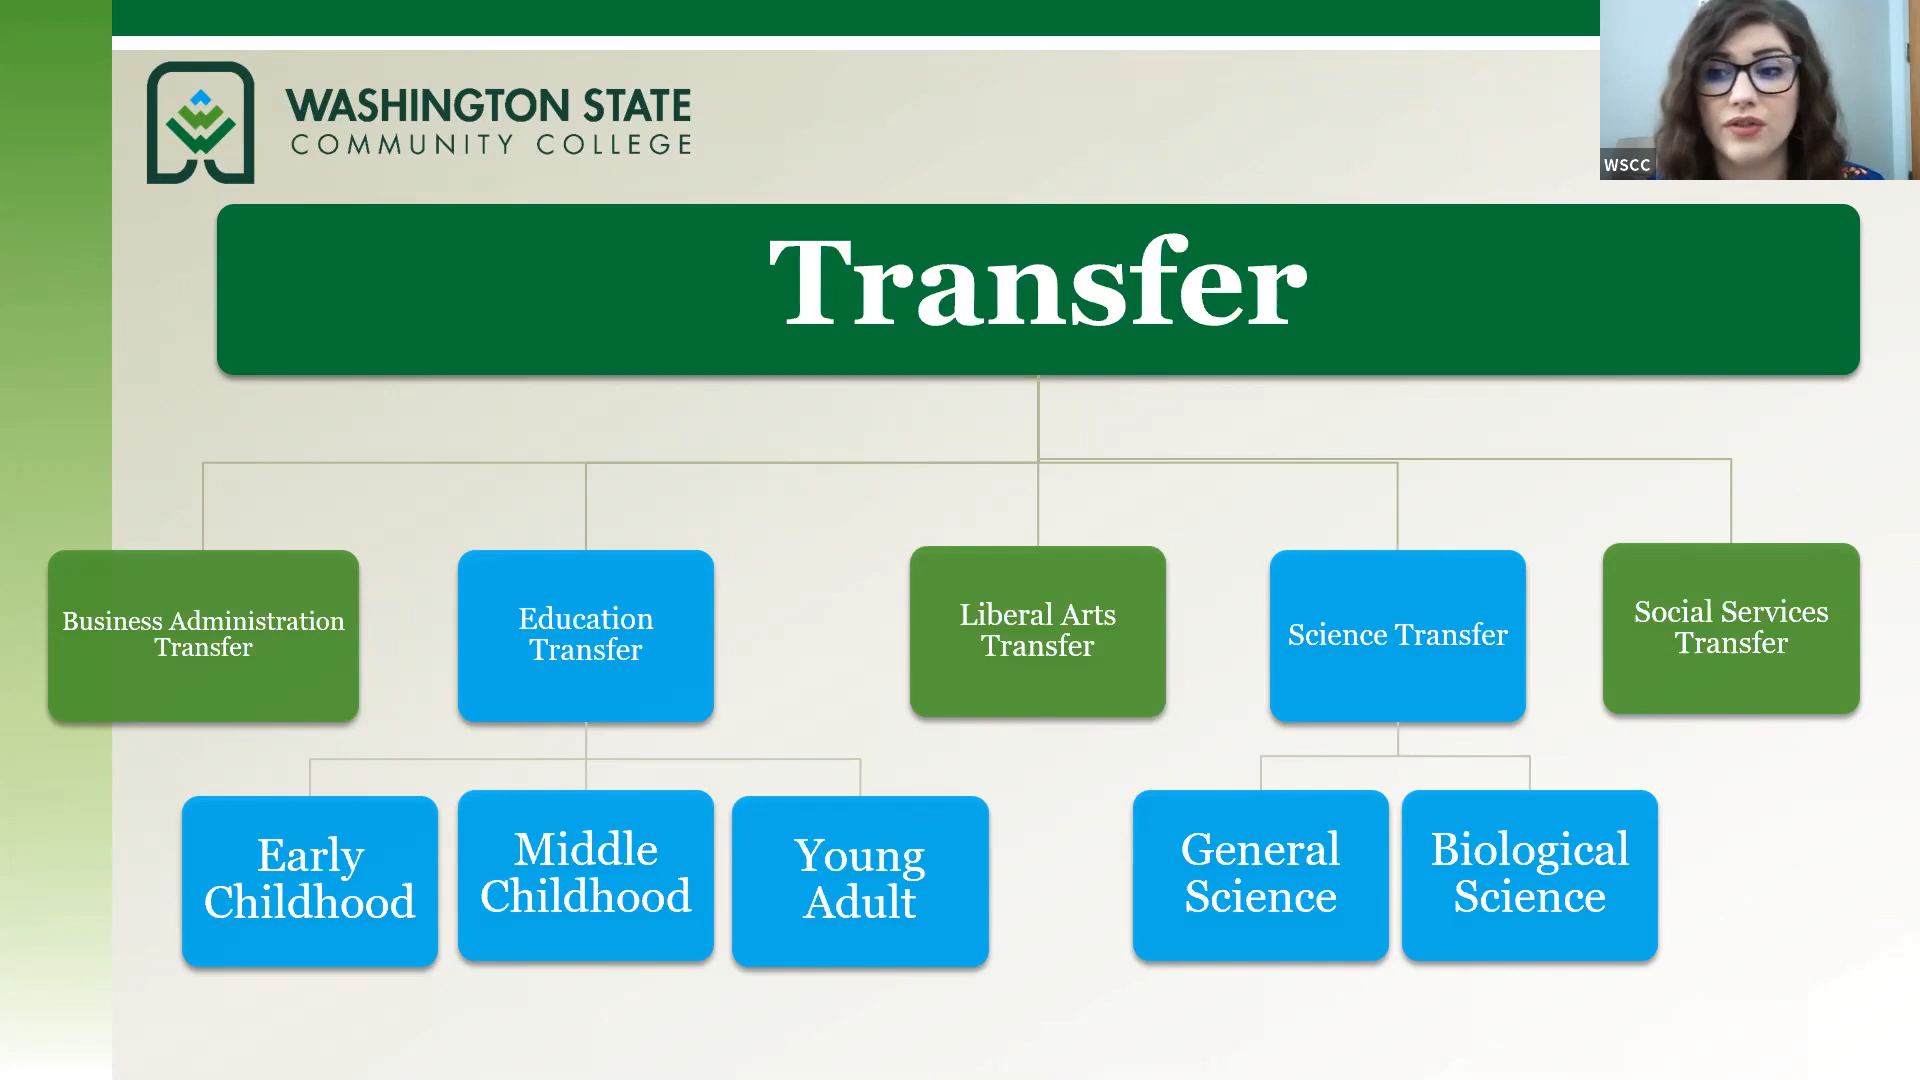 WASHINGTON STATE
COMMUNITY COLLEGE
WSCC
Transfer
Business Administration
Transfer
Education
Transfer
Liberal Arts
Transfer
Science Transfer
Social Services
Transfer
Early
Childhood
Middle
Childhood
Young
Adult
General
Science
Biological
Science